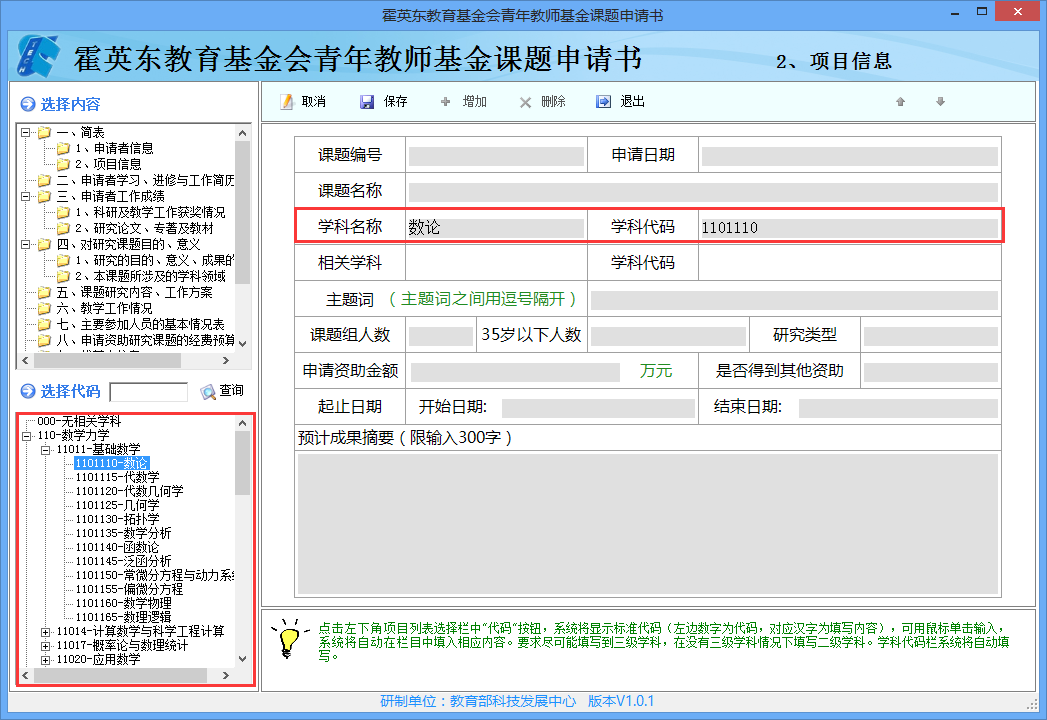 霍英东教育基金会青年教师基金课题申请书
霍英东教育基金会青年教师基金课题申请书
2、项目信息
选择内容
一、简表
1、申请者信息
2、项目信息
二、申请者学习、进修与工作简历
三、申请者工作成绩
1、科研及教学工作获奖情况
2、研究论文、专著及教材
四、对研究课题目的、意义
1、研究的目的、意义、成果的
2、本课题所涉及的学科领域
五、课题研究内容、工作方案
六、教学工作情况
七、主要参加人员的基本情况表
八、申请资助研究课题的经费预算
选择代码 查询
000-无相关学科
110-数学力学
11011-基础数学
1101110-数论
1101115-代数学
1101120-代数几何学
1101125-几何学
1101130-拓扑学
1101135-数学分析
1101140-函数论
1101145-泛函分析
1101150-常微分方程与动力系统
1101155-偏微分方程
1101160-数学物理
1101165-数理逻辑
11014-计算数学与科学工程计算
11017-概率论与数理统计
11020-应用数学
取消 保存 增加 删除 退出
课题编号 申请日期
课题名称
学科名称 数论 学科代码 1101110
相关学科 学科代码
主题词 （主题词之间用逗号隔开）
课题组人数 35岁以下人数 研究类型
申请资助金额 万元 是否得到其他资助
起止日期 开始日期: 结束日期:
预计成果摘要（限输入300字）
点击左下角项目列表选择栏中“代码”按钮，系统将显示标准代码（左边数字为代码，对应汉字为填写内容），可用鼠标单击输入，
系统将自动在栏目中填入相应内容。要求尽可能填写到三级学科，在没有三级学科情况下填写二级学科。学科代码栏系统将自动填
写。
研制单位：教育部科技发展中心 版本V1.0.1